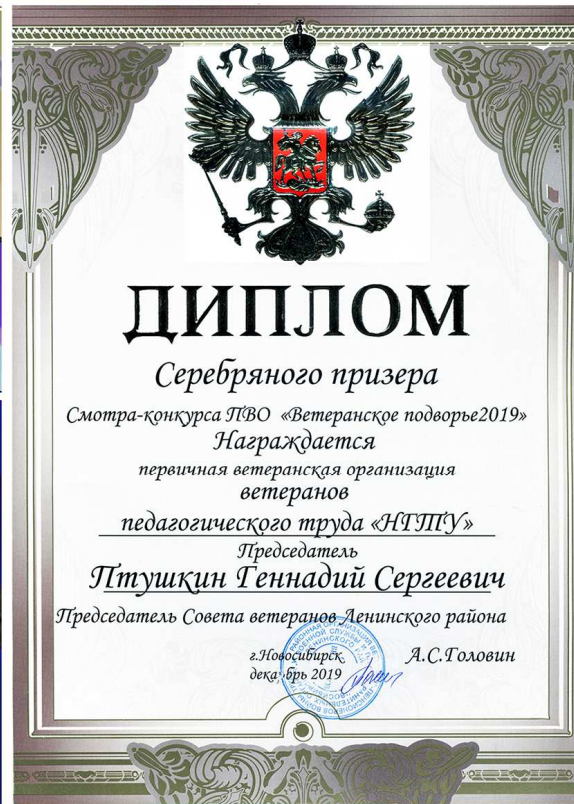 ДИПЛОМ
Серебряного призера
Смотра-конкурса ПВО «Ветеранское подворье2019»
Награждается
первичная ветеранская организация
ветеранов
педагогического труда «НГТУ»
Председатель
Птушкин Геннадий Сергеевич
Председатель Совета ветеранов Ленинского района
г.Новосибирск А.С.Головин
декабрь 2019